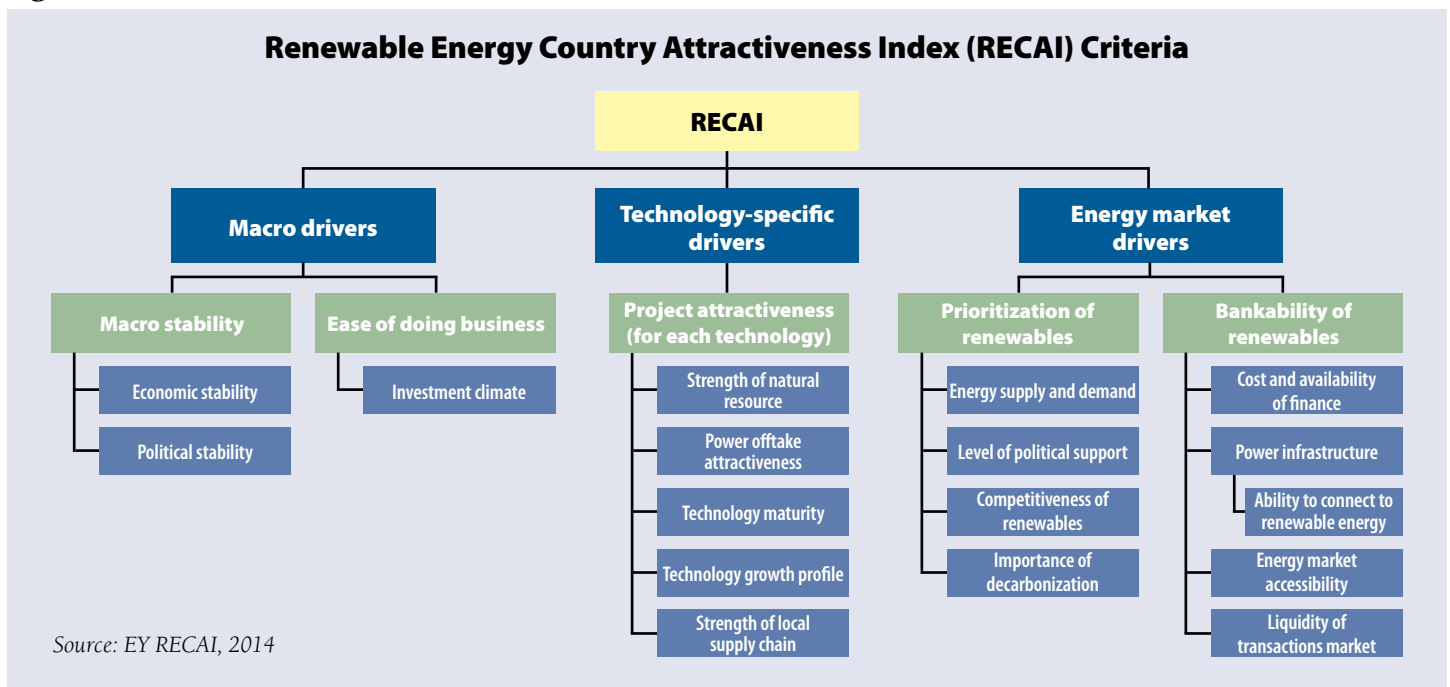 Renewable Energy Country Attractiveness Index (RECAI) Criteria
RECAI
Macro drivers
Technology-specific
drivers
Energy market
drivers
Macro stability
Ease of doing business
Project attractiveness
(for each technology)
Prioritization of
renewables
Bankability of
renewables
Economic stability
Political stability
Investment climate
Strength of natural
resource
Power offtake
attractiveness
Technology maturity
Technology growth profile
Strength of local
supply chain
Energy supply and demand
Level of political support
Competitiveness of
renewables
Importance of
decarbonization
Cost and availability
of finance
Power infrastructure
Ability to connect to
renewable energy
Energy market
accessibility
Liquidity of
transactions market
Source: EY RECAI, 2014